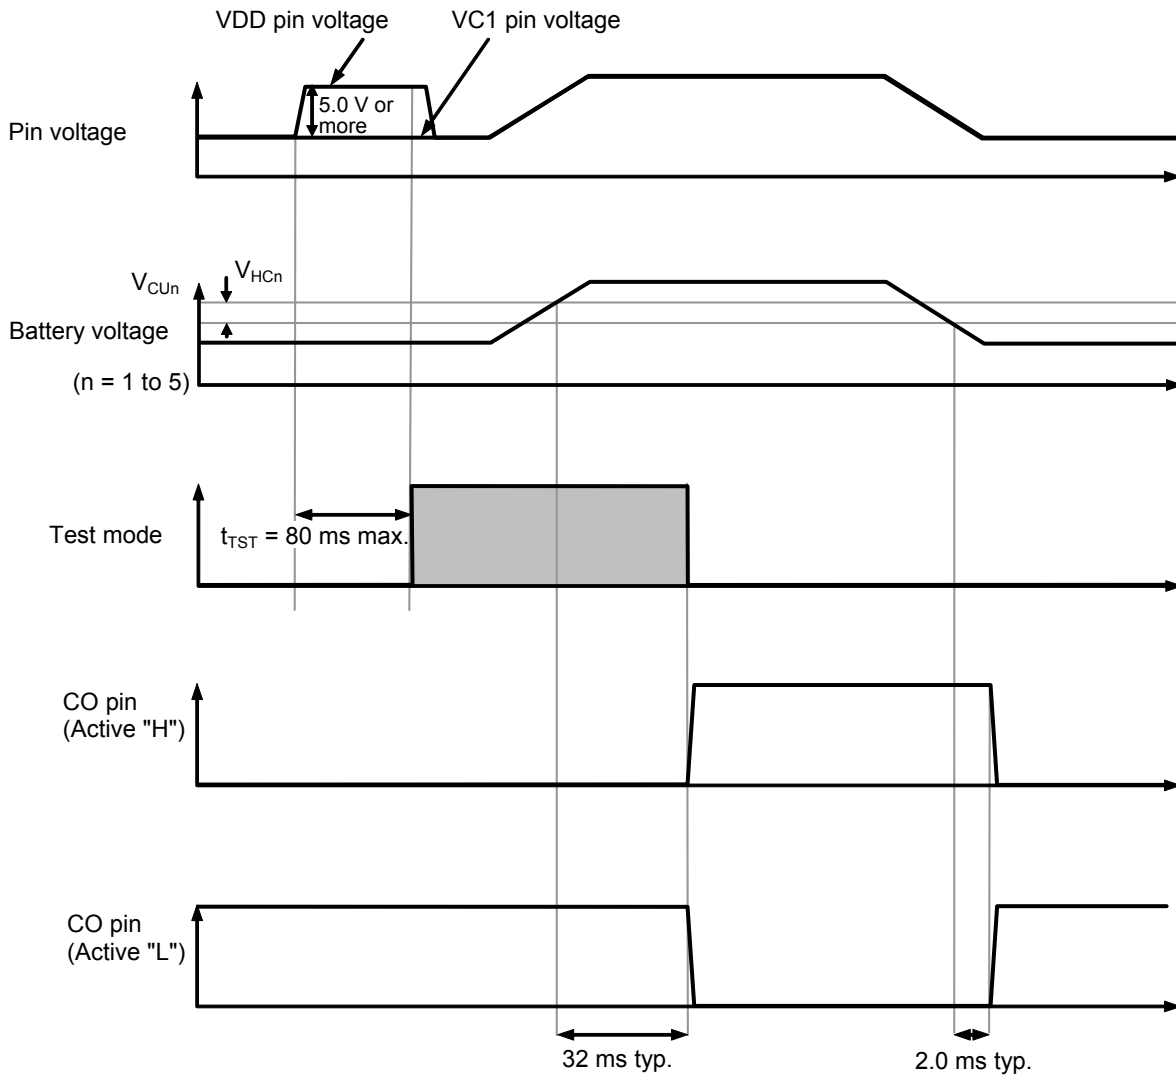 VDD pin voltage
VC1 pin voltage
5.0 V or
more
Pin voltage
VHCn
VCUn
Battery voltage
(n = 1 to 5)
Test mode
tTST = 80 ms max.
CO pin
(Active "H")
CO pin
(Active "L")
32 ms typ.
2.0 ms typ.